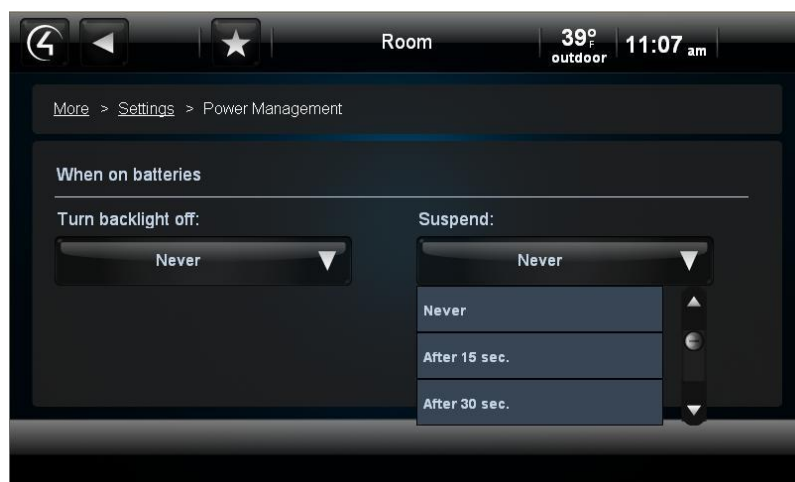 4
Room
39°F
outdoor
11:07 am
More > Settings > Power Management
When on batteries
Turn backlight off:
Suspend:
Never
Never
Never
After 15 sec.
After 30 sec.